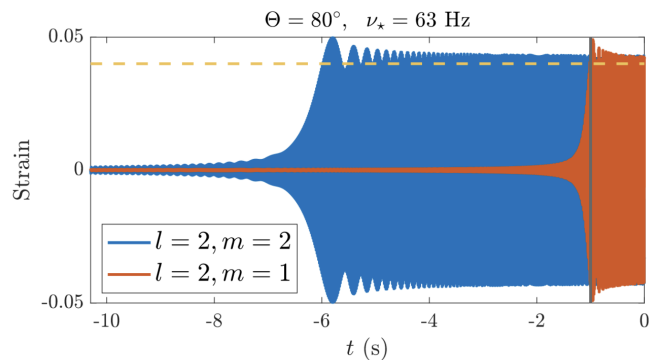 Θ = 80°, ν⋆ = 63 Hz
0.05
0
-0.05
Strain
l = 2, m = 2
l = 2, m = 1
-10 -8 -6 -4 -2 0
t (s)